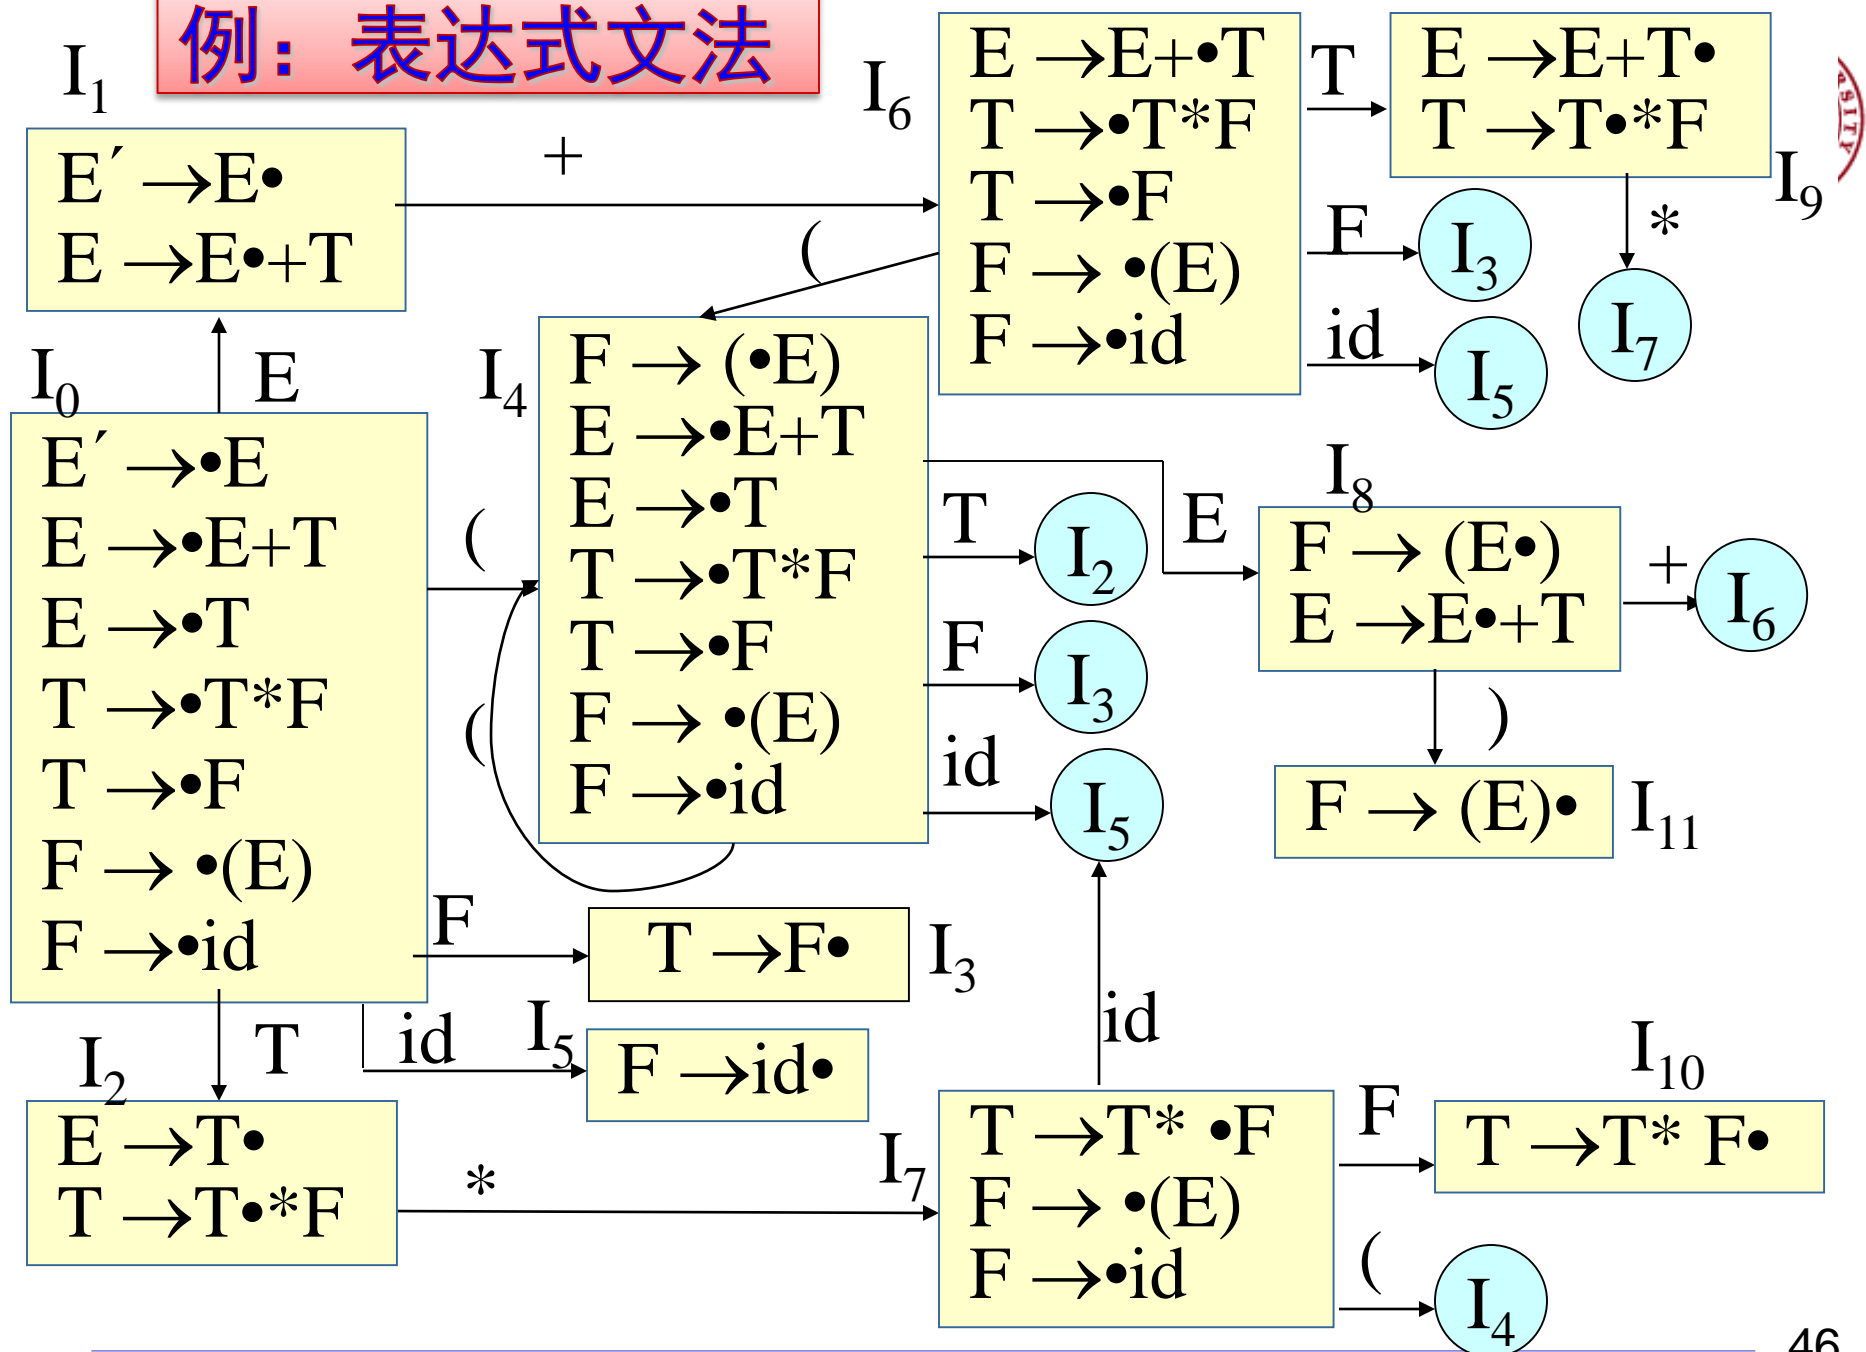 例：表达式文法
I1
E′ →E•
E →E•+T
+
E
I0
E′ →•E
E →•E+T
E →•T
T →•T*F
T →•F
F → •(E)
F →•id
(
(
F
T
id
I2
E →T•
T →T•*F
*
I4
F → (•E)
E →•E+T
E →•T
T →•T*F
T →•F
F → •(E)
F →•id
(
T
I2
F
I3
id
I5
E
T →F•
I3
I5
F →id•
I6
E →E+•T
T →•T*F
T →•F
F → •(E)
F →•id
T
F
I3
id
I5
E →E+T•
T →T•*F
I9
*
I7
I8
F → (E•)
E →E•+T
+
I6
)
F → (E)•
I11
id
I7
T →T* •F
F → •(E)
F →•id
F
I10
T →T* F•
(
I4
46